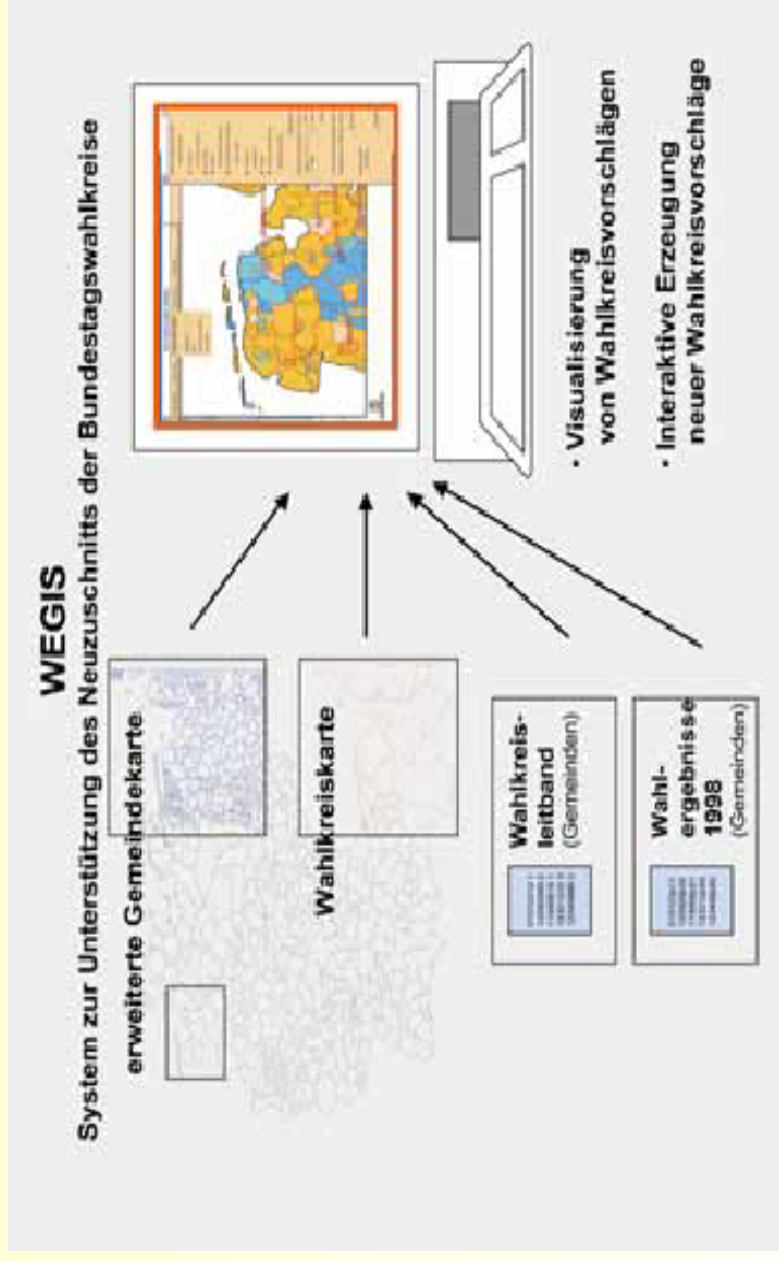 WEGIS
System zur Unterstützung des Neuzuschnitts der Bundestagswahlkreise
erweiterte Gemeindekarte
Wahlkreiskarte
Wahlkreis-
leitband
(Gemeinden)
Wahl-
ergebnisse
1998
(Gemeinden)
· Visualisierung
von Wahlkreisvorschlägen
· Interaktive Erzeugung
neuer Wahlkreisvorschläge